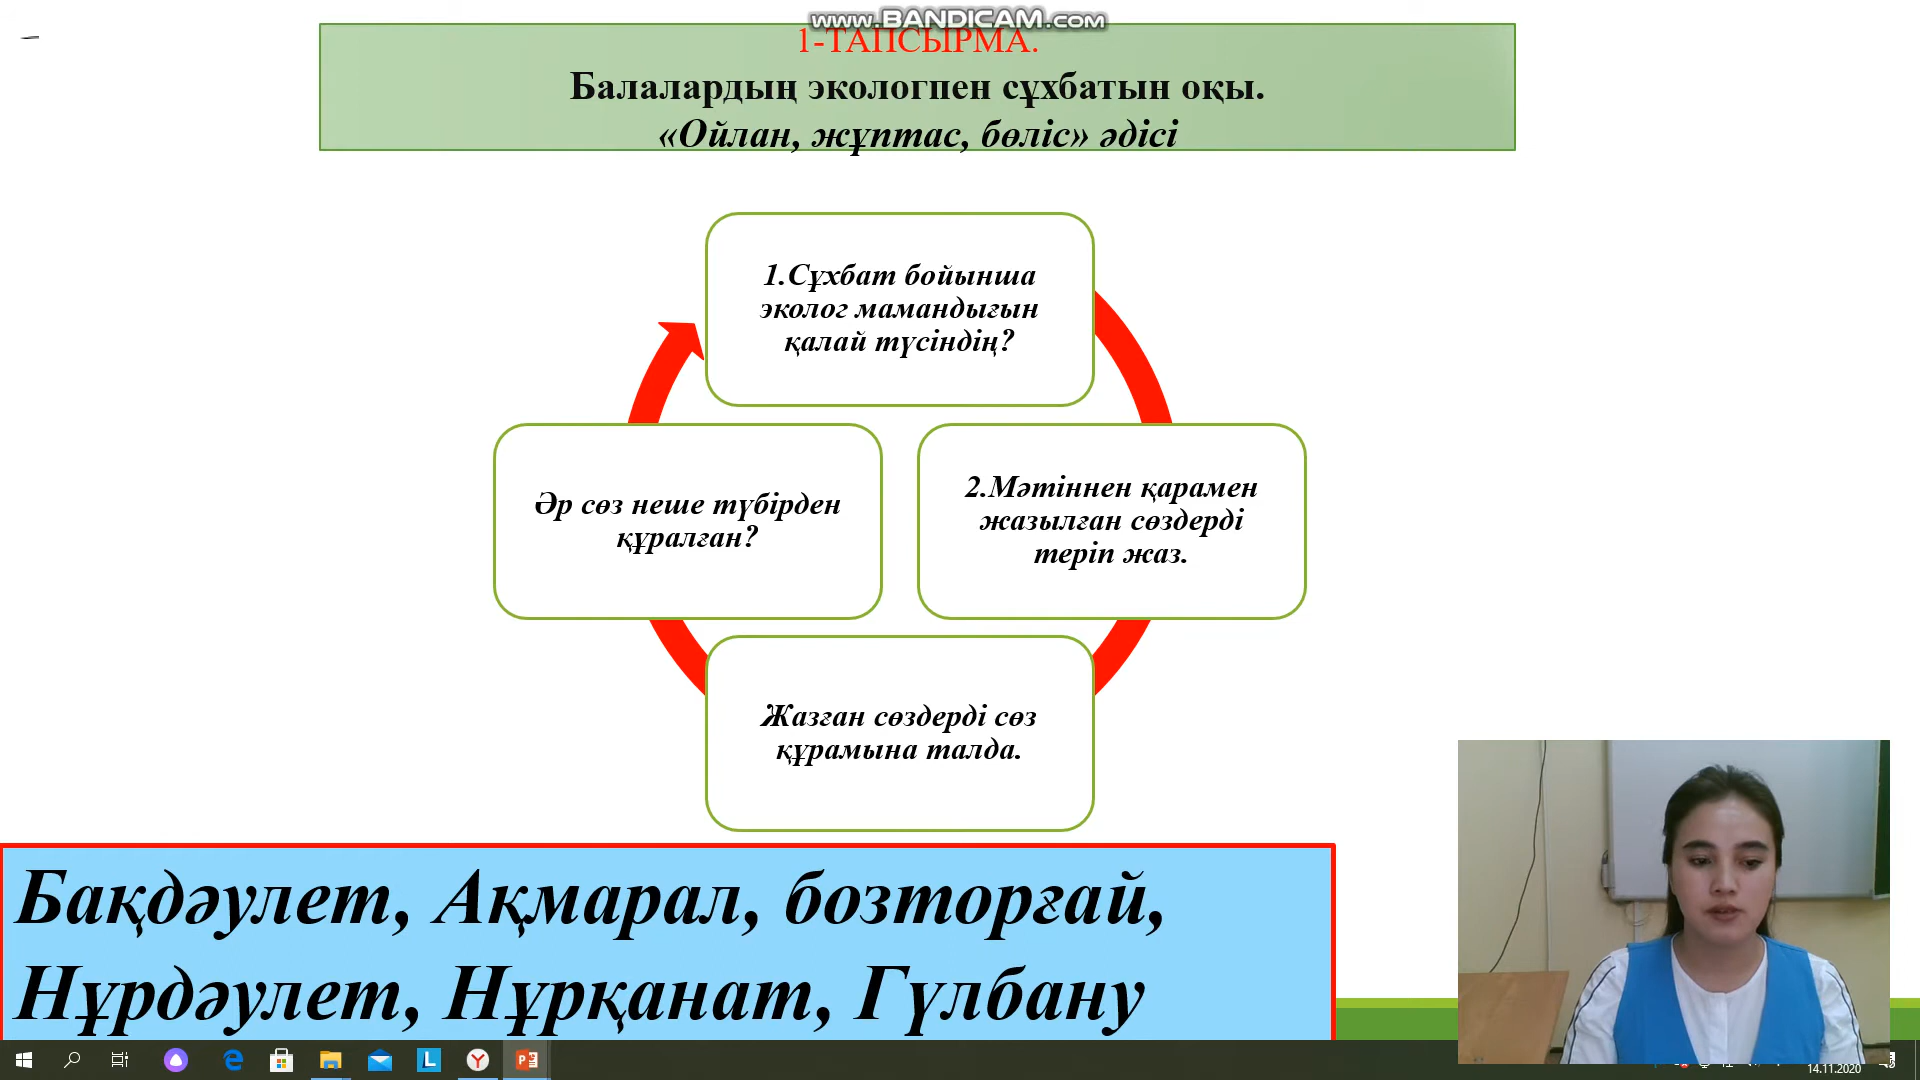 www.BANDICAM.com
1-ТАПСЫРМА.
Балалардың экологпен сұхбатын оқы.
«Ойлан, жұптас, бөліс» әдісі
1.Сұхбат бойынша
эколог мамандығын
қалай түсіндің?
Әр сөз неше түбірден
құралған?
2.Мәтіннен қарамен
жазылған сөздерді
теріп жаз.
Жазған сөздерді сөз
құрамына талда.
Бақдәулет, Ақмарал, бозторғай,
Нұрдәулет, Нұрқанат, Гүлбану
14.11.2020